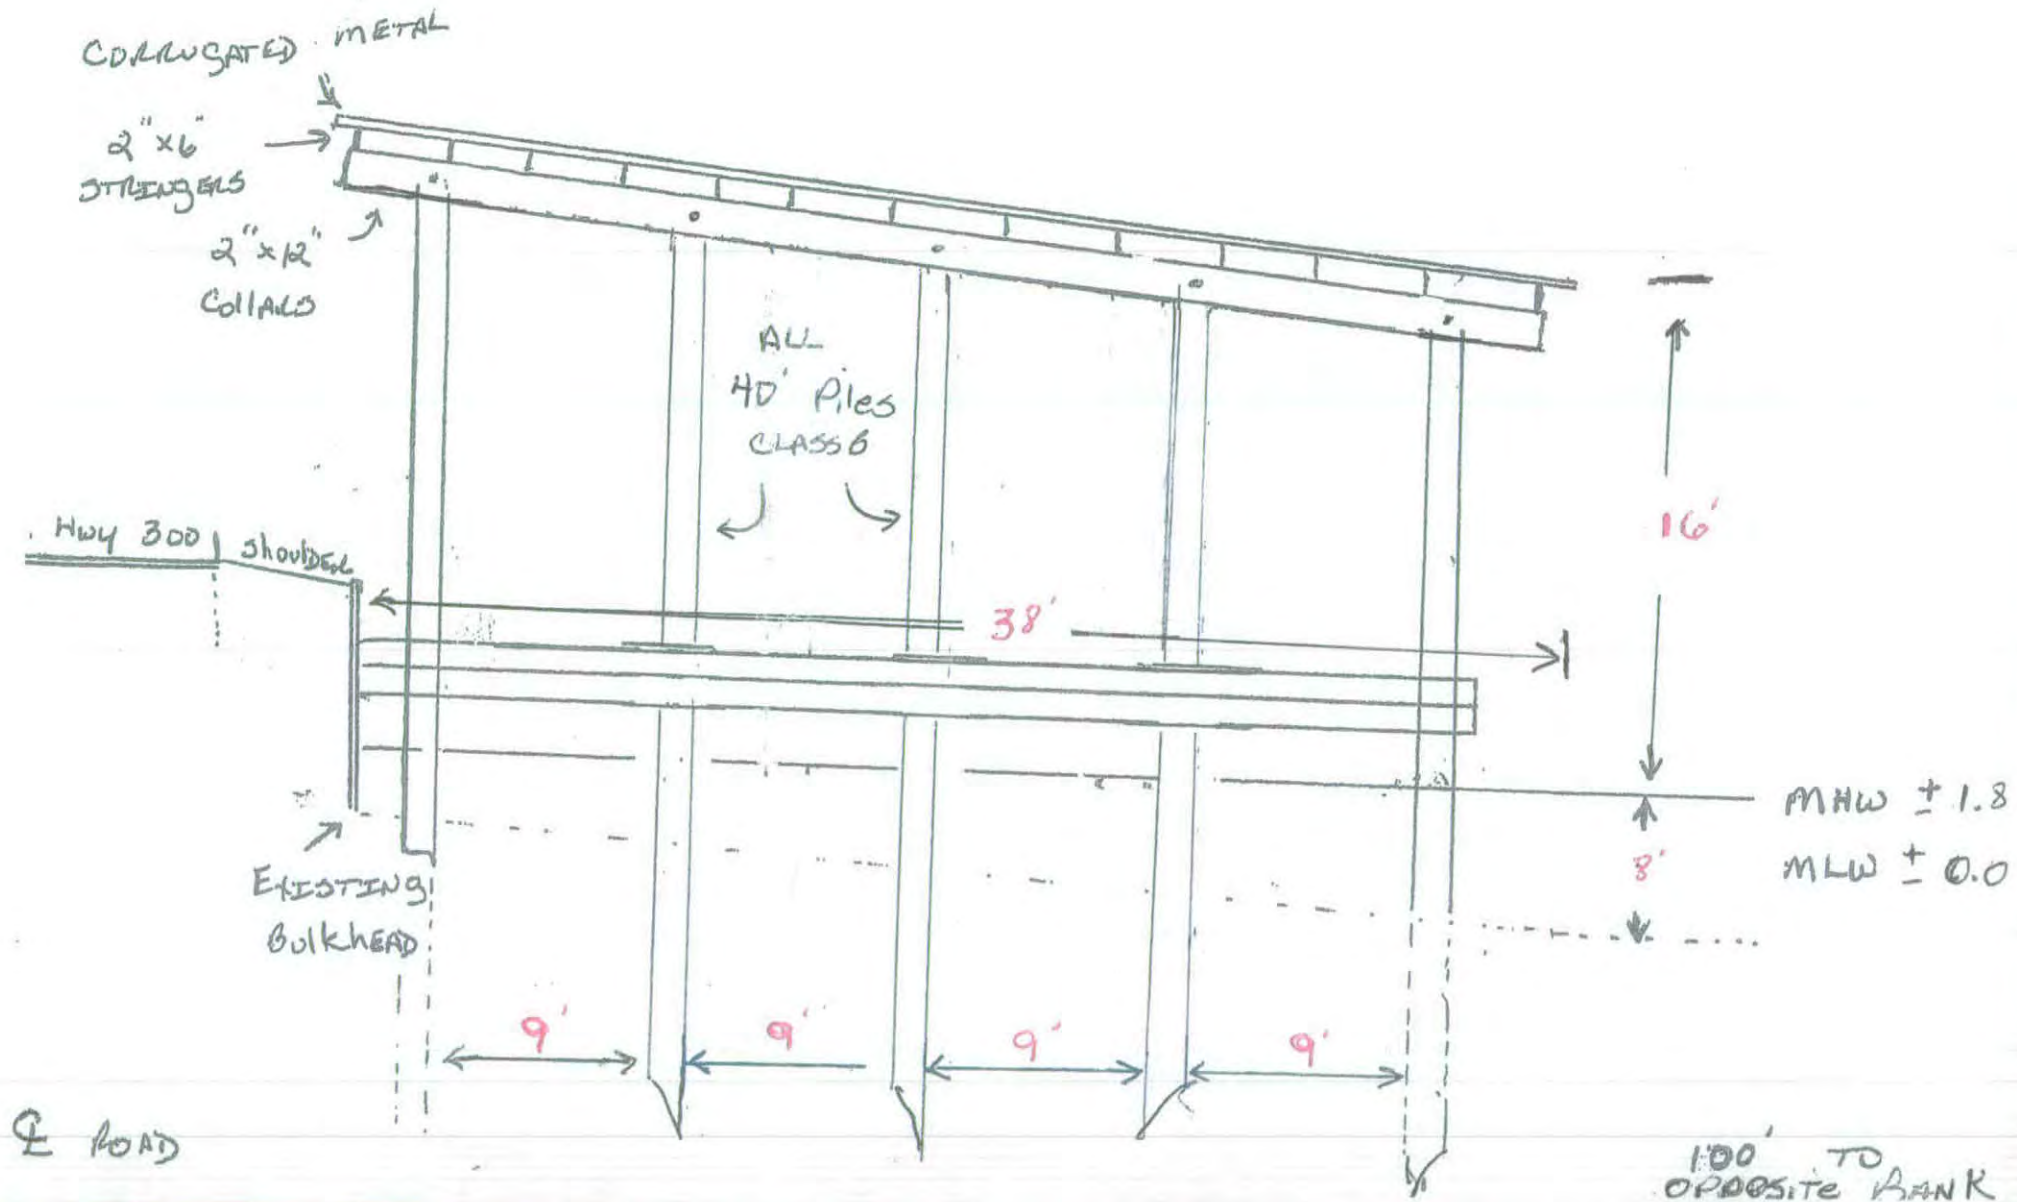 CORRUGATED METAL
2"x6"
STRINGERS
2"x12"
COLLARS
ALL
40' Piles
CLASS B
16'
Hwy 300
ShoulDER
38'
MHW ± 1.8
8'
MLW ± 0.0
EXISTING
BulkhEAD
9'
9'
9'
9'
℄ ROAD
100' TO
OPPOSITE BANK